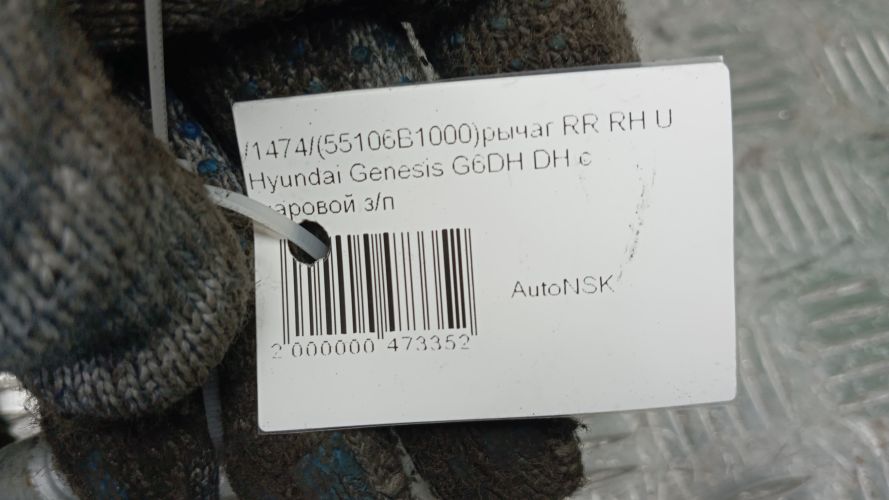 /1474/(55106B1000)рычаг RR RH U
Hyundai Genesis G6DH DH с
шаровой з/п
AutoNSK
2 000000 473352